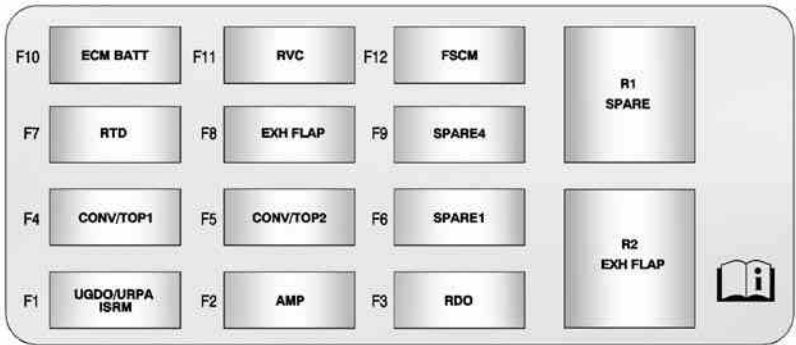 F10 ECM BATT F11 RVC F12 FSCM
R1
SPARE
F7 RTD F8 EXH FLAP F9 SPARE4
F4 CONV/TOP1 F5 CONV/TOP2 F6 SPARE1
R2
EXH FLAP
F1 UGDO/URPA
ISRM
F2 AMP F3 RDO
i